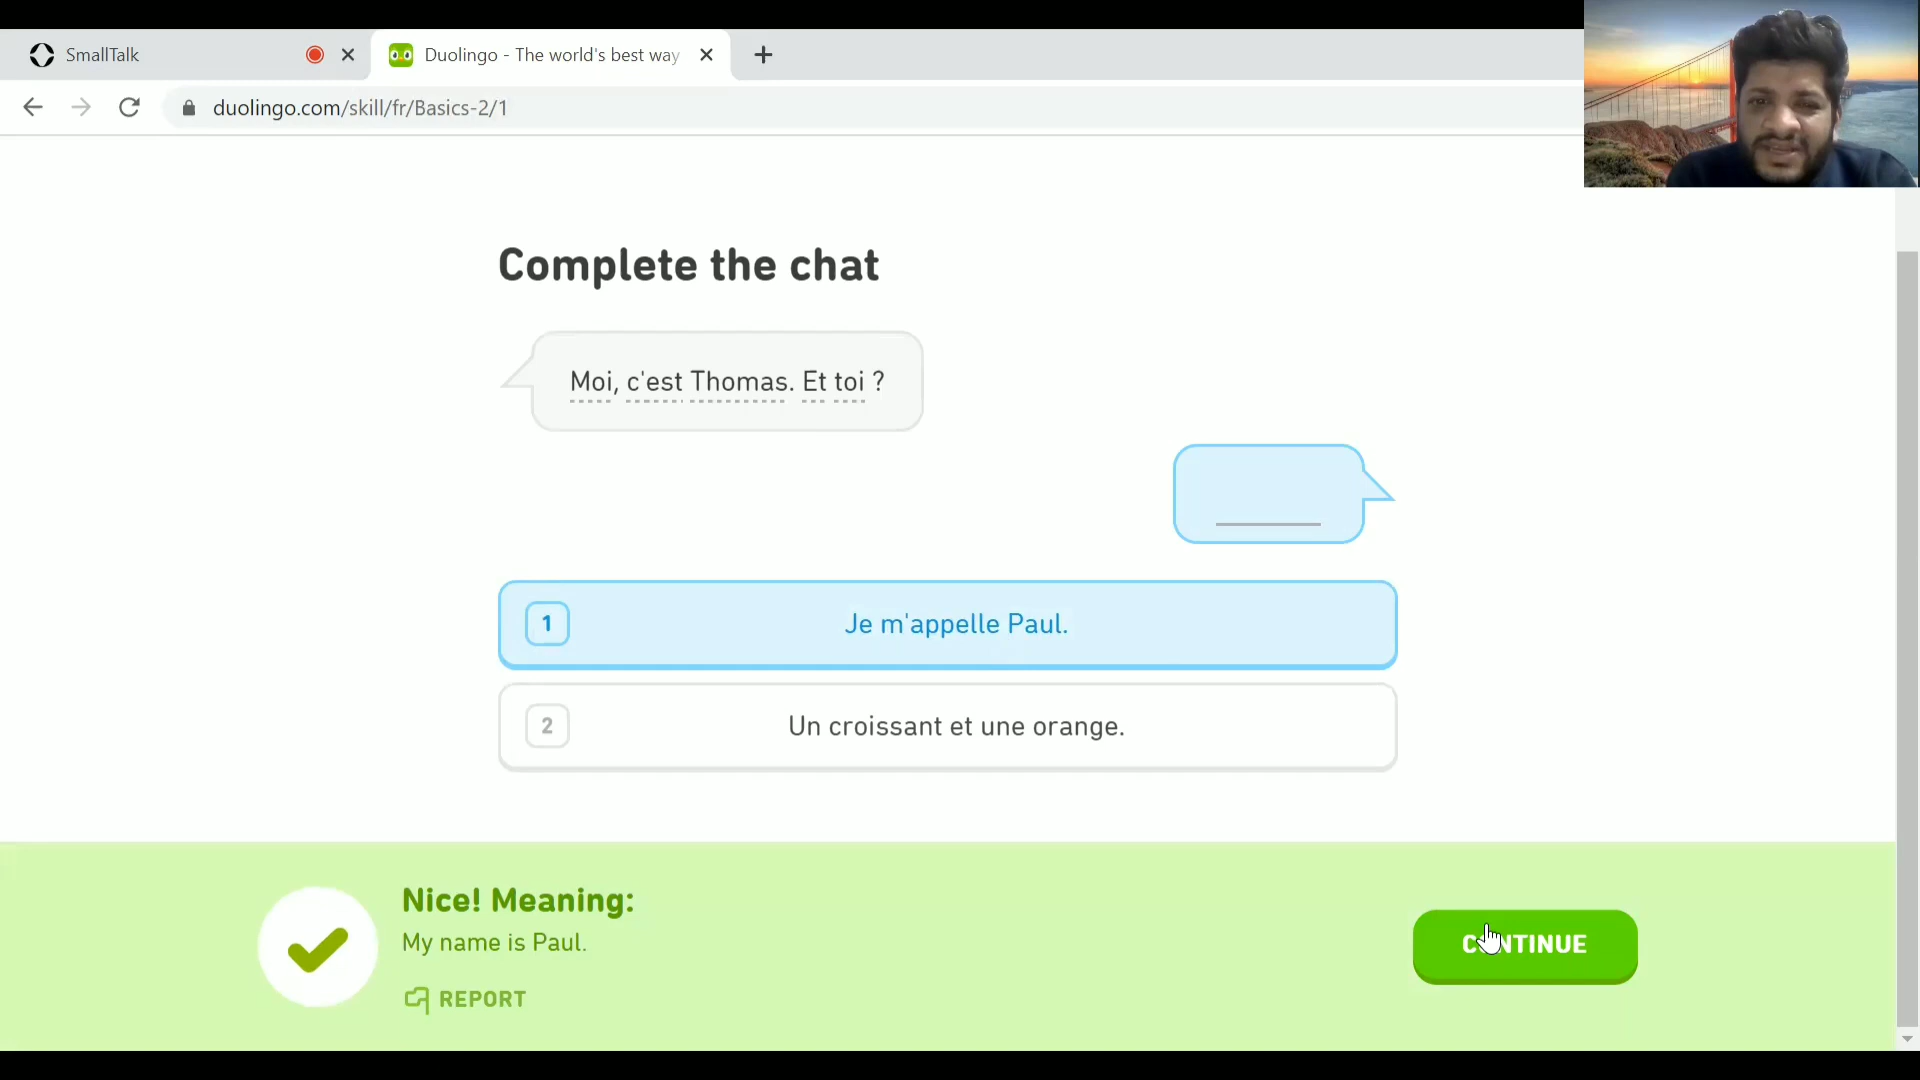 SmallTalk
Duolingo - The world's best way
duolingo.com/skill/fr/Basics-2/1
Complete the chat
Moi, c'est Thomas. Et toi ?
1 Je m'appelle Paul.
2 Un croissant et une orange.
Nice! Meaning:
My name is Paul.
REPORT
CONTINUE